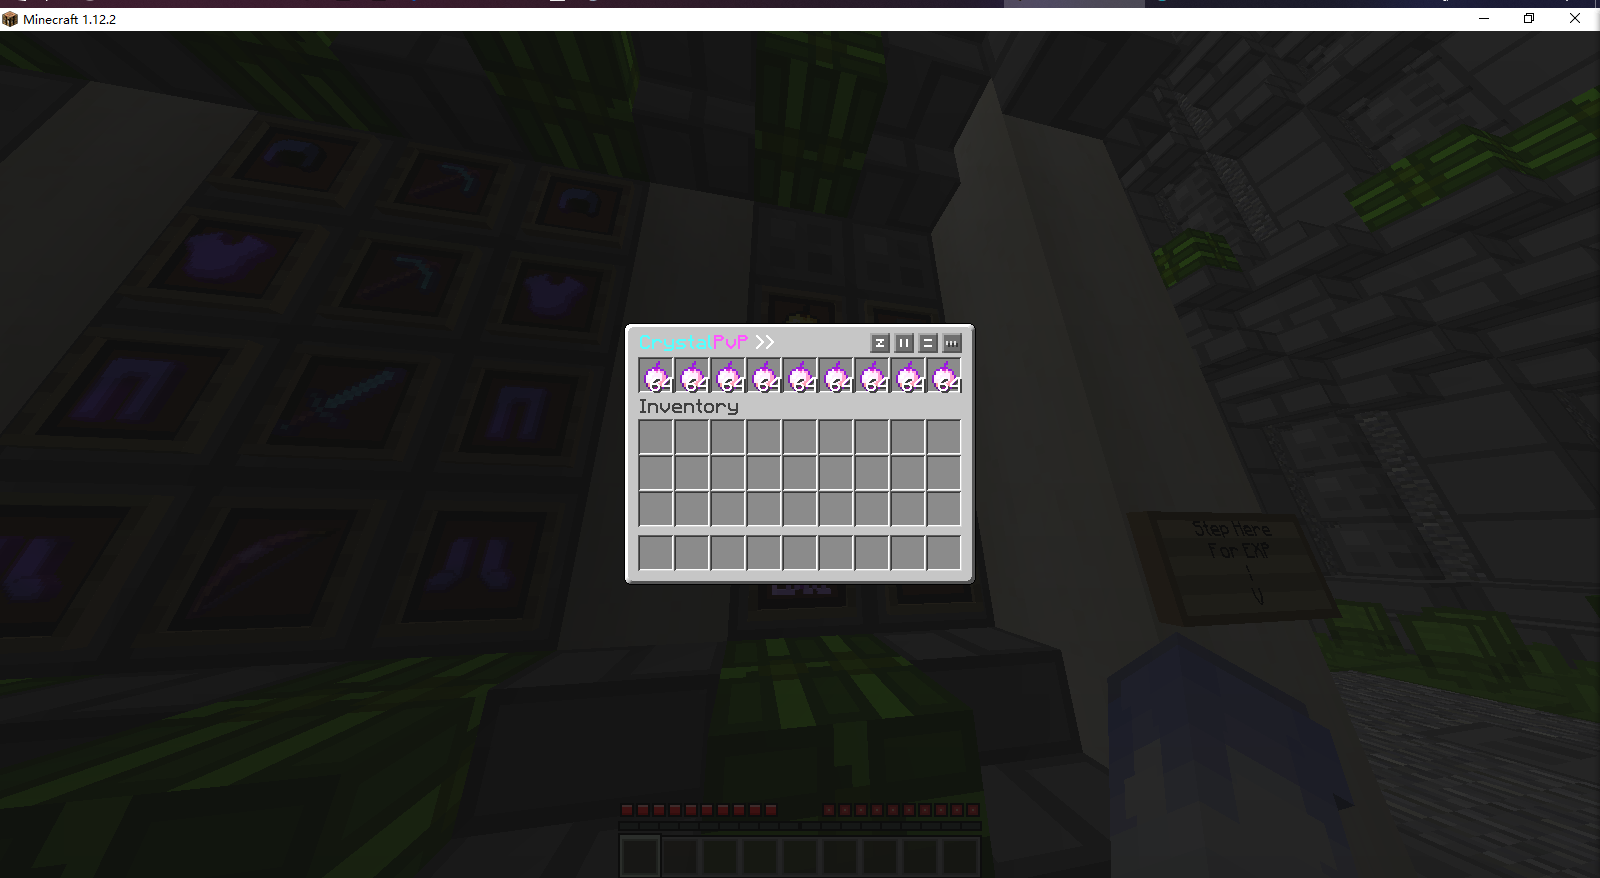 Minecraft 1.12.2
CrystalPvP >>
64 64 64 64 64 64 64 64 64
Inventory
Step Here
For EXP
|
V